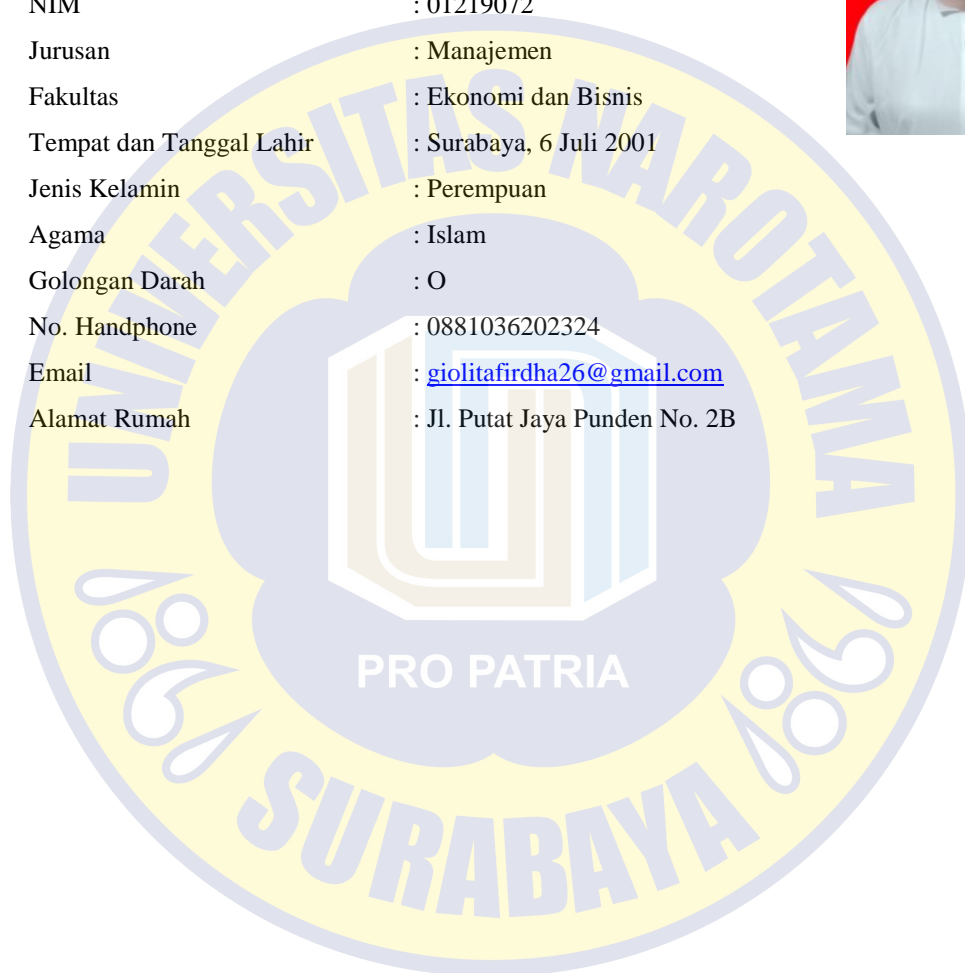 NIM : 01219072
Jurusan : Manajemen
Fakultas : Ekonomi dan Bisnis
Tempat dan Tanggal Lahir : Surabaya, 6 Juli 2001
Jenis Kelamin : Perempuan
Agama : Islam
Golongan Darah : O
No. Handphone : 0881036202324
Email : giolitafirdha26@gmail.com
Alamat Rumah : Jl. Putat Jaya Punden No. 2B
UNIVERSITAS NAROTAMA
PRO PATRIA
1981 1981
SURABAYA